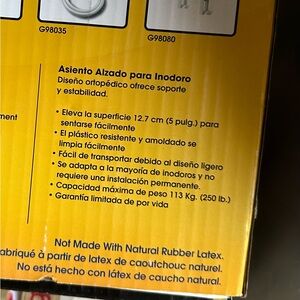 G98035
G98080
Asiento Alzado para Inodoro
Diseño ortopédico ofrece soporte
y estabilidad.
ment
• Eleva la superficie 12.7 cm (5 pulg.) para
sentarse fácilmente
• El plástico resistente y amoldado se
limpia fácilmente
• Fácil de transportar debido al diseño ligero
• Se adapta a la mayoría de inodoros y no
requiere una instalación permanente.
• Capacidad máxima de peso 113 Kg. (250 lb.)
• Garantía limitada de por vida
Not Made With Natural Rubber Latex.
abriqué à partir de latex de caoutchouc naturel.
No está hecho con látex de caucho natural.